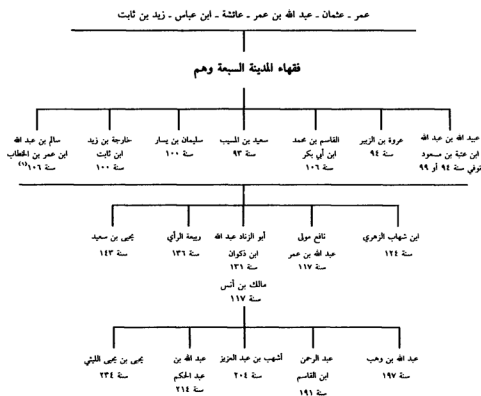 عمر ـ عثمان ـ عبد الله بن عمر ـ عائشة ـ ابن عباس ـ زيد بن ثابت
فقهاء المدينة السبعة وهم
عبيد الله بن عبد الله
ابن عتبة بن مسعود
توفي سنة ٩٤ أو ٩٩
عروة بن الزبير
سنة ٩٤
القاسم بن محمد
ابن أبي بكر
سنة ١٠٦
سعيد بن المسيب
سنة ٩٣
سليمان بن يسار
سنة ١٠٠
خارجة بن زيد
ابن ثابت
سنة ١٠٠
سالم بن عبد الله
ابن عمر بن الخطاب
سنة ١٠٦(١)
ابن شهاب الزهري
سنة ١٢٤
نافع مولى
عبد الله بن عمر
سنة ١١٧
أبو الزناد عبد الله
ابن ذكوان
سنة ١٣١
ربيعة الرأي
سنة ١٣٦
يحيى بن سعيد
سنة ١٤٣
مالك بن أنس
سنة ١١٧
عبد الله بن وهب
سنة ١٩٧
عبد الرحمن
ابن القاسم
سنة ١٩١
أشهب بن عبد العزيز
سنة ٢٠٤
عبد الله بن
عبد الحكم
سنة ٢١٤
يحيى بن يحيى الليثي
سنة ٢٣٤